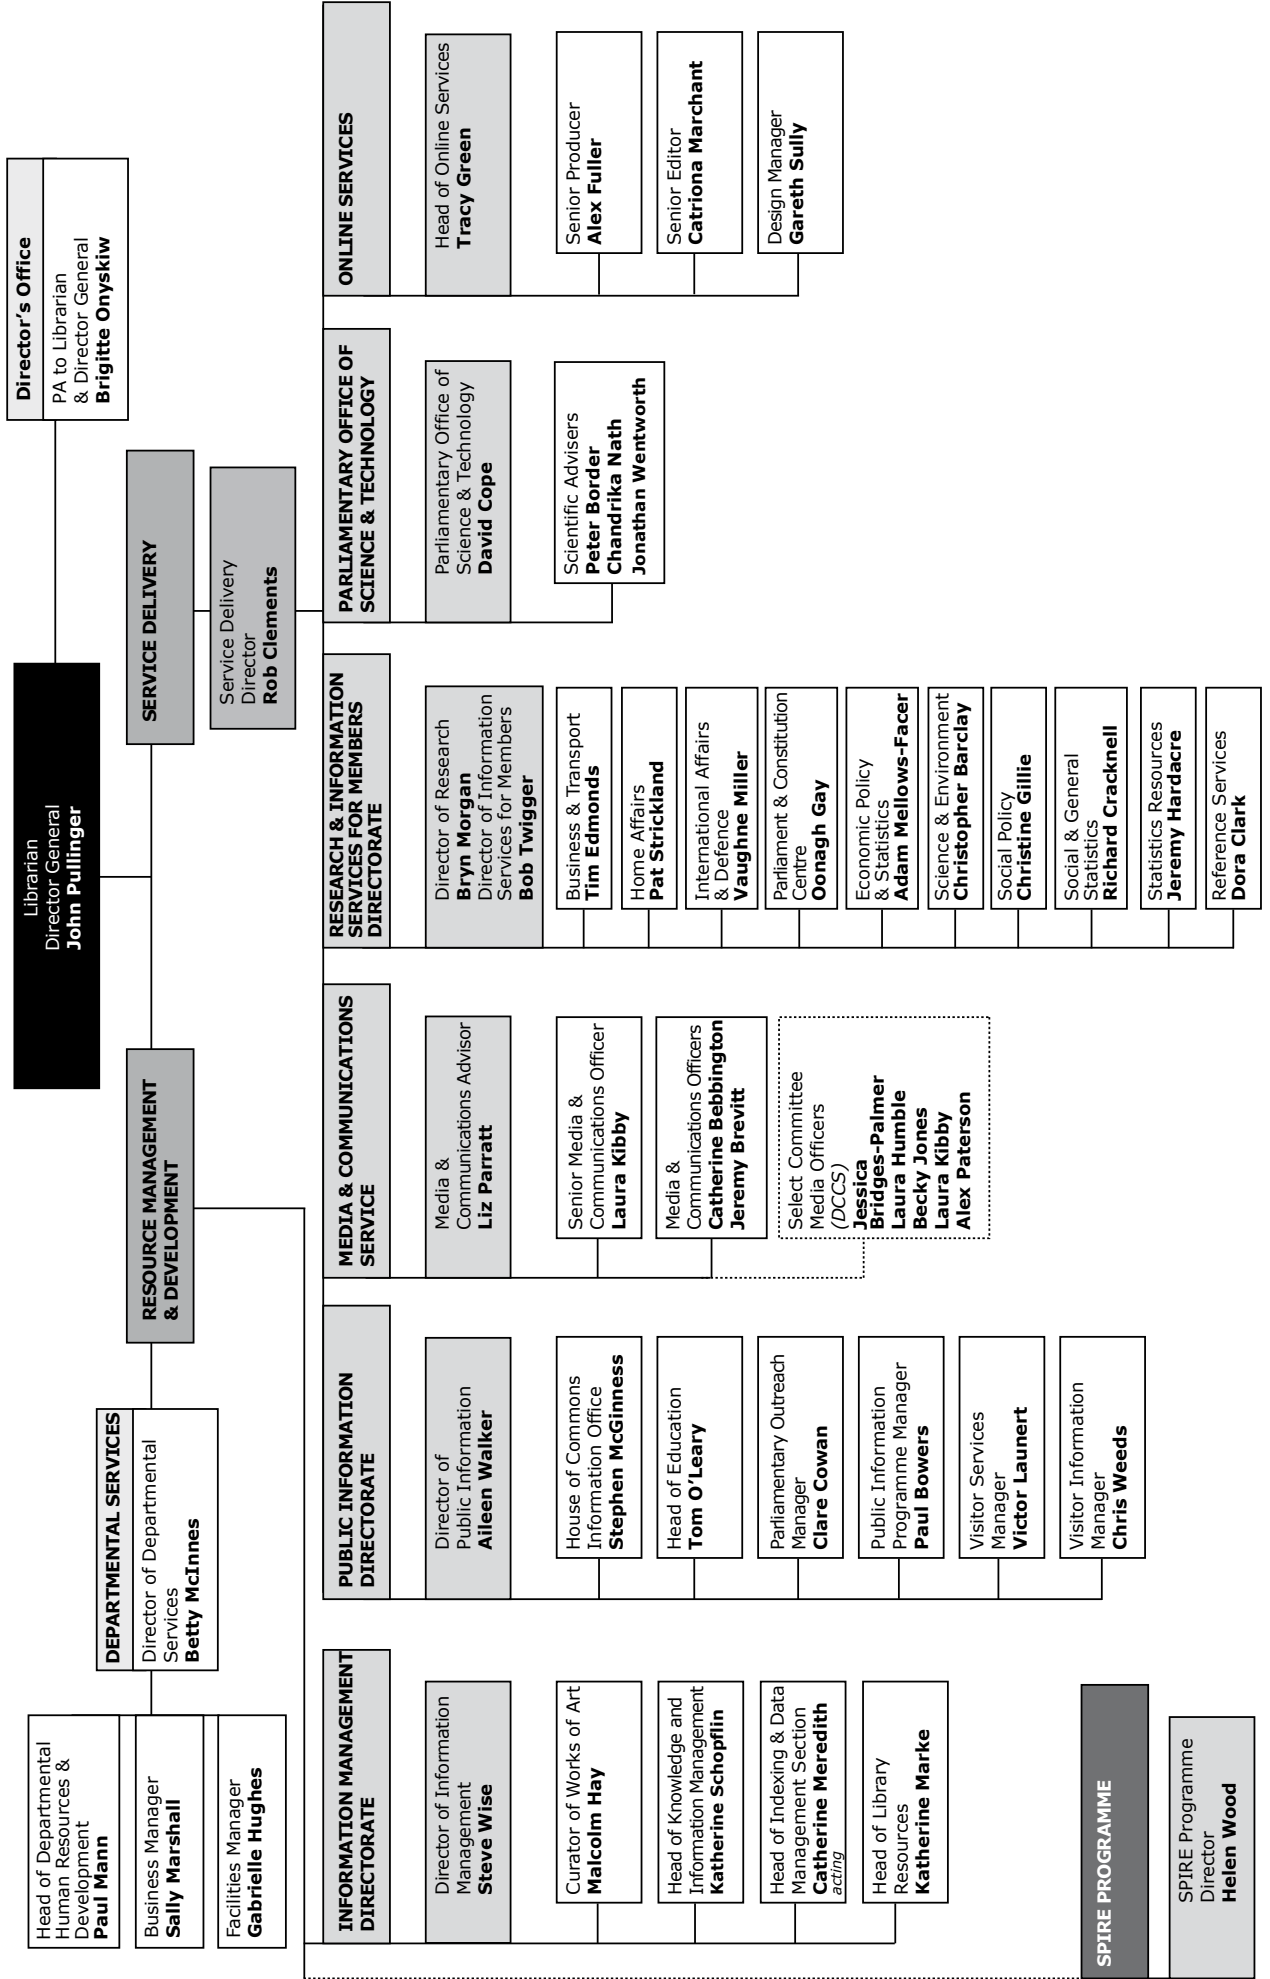 Librarian
Director General
John Pullinger
Director's Office
PA to Librarian
& Director General
Brigitte Onyskiw
RESOURCE MANAGEMENT
& DEVELOPMENT
SERVICE DELIVERY
Service Delivery
Director
Rob Clements
DEPARTMENTAL SERVICES
Director of Departmental
Services
Betty McInnes
Head of Departmental
Human Resources &
Development
Paul Mann
Business Manager
Sally Marshall
Facilities Manager
Gabrielle Hughes
INFORMATION MANAGEMENT
DIRECTORATE
Director of Information
Management
Steve Wise
Curator of Works of Art
Malcolm Hay
Head of Knowledge and
Information Management
Katherine Schopflin
Head of Indexing & Data
Management Section
Catherine Meredith
acting
Head of Library
Resources
Katherine Marke
SPIRE PROGRAMME
SPIRE Programme
Director
Helen Wood
PUBLIC INFORMATION
DIRECTORATE
Director of
Public Information
Aileen Walker
House of Commons
Information Office
Stephen McGinness
Head of Education
Tom O'Leary
Parliamentary Outreach
Manager
Clare Cowan
Public Information
Programme Manager
Paul Bowers
Visitor Services
Manager
Victor Launert
Visitor Information
Manager
Chris Weeds
MEDIA & COMMUNICATIONS
SERVICE
Media &
Communications Advisor
Liz Parratt
Senior Media &
Communications Officer
Laura Kibby
Media &
Communications Officers
Catherine Bebbington
Jeremy Brevitt
Select Committee
Media Officers
(DCCS)
Jessica
Bridges-Palmer
Laura Humble
Becky Jones
Laura Kibby
Alex Paterson
RESEARCH & INFORMATION
SERVICES FOR MEMBERS
DIRECTORATE
Director of Research
Bryn Morgan
Director of Information
Services for Members
Bob Twigger
Business & Transport
Tim Edmonds
Home Affairs
Pat Strickland
International Affairs
& Defence
Vaughne Miller
Parliament & Constitution
Centre
Oonagh Gay
Economic Policy
& Statistics
Adam Mellows-Facer
Science & Environment
Christopher Barclay
Social Policy
Christine Gillie
Social & General
Statistics
Richard Cracknell
Statistics Resources
Jeremy Hardacre
Reference Services
Dora Clark
PARLIAMENTARY OFFICE OF
SCIENCE & TECHNOLOGY
Parliamentary Office of
Science & Technology
David Cope
Scientific Advisers
Peter Border
Chandrika Nath
Jonathan Wentworth
ONLINE SERVICES
Head of Online Services
Tracy Green
Senior Producer
Alex Fuller
Senior Editor
Catriona Marchant
Design Manager
Gareth Sully